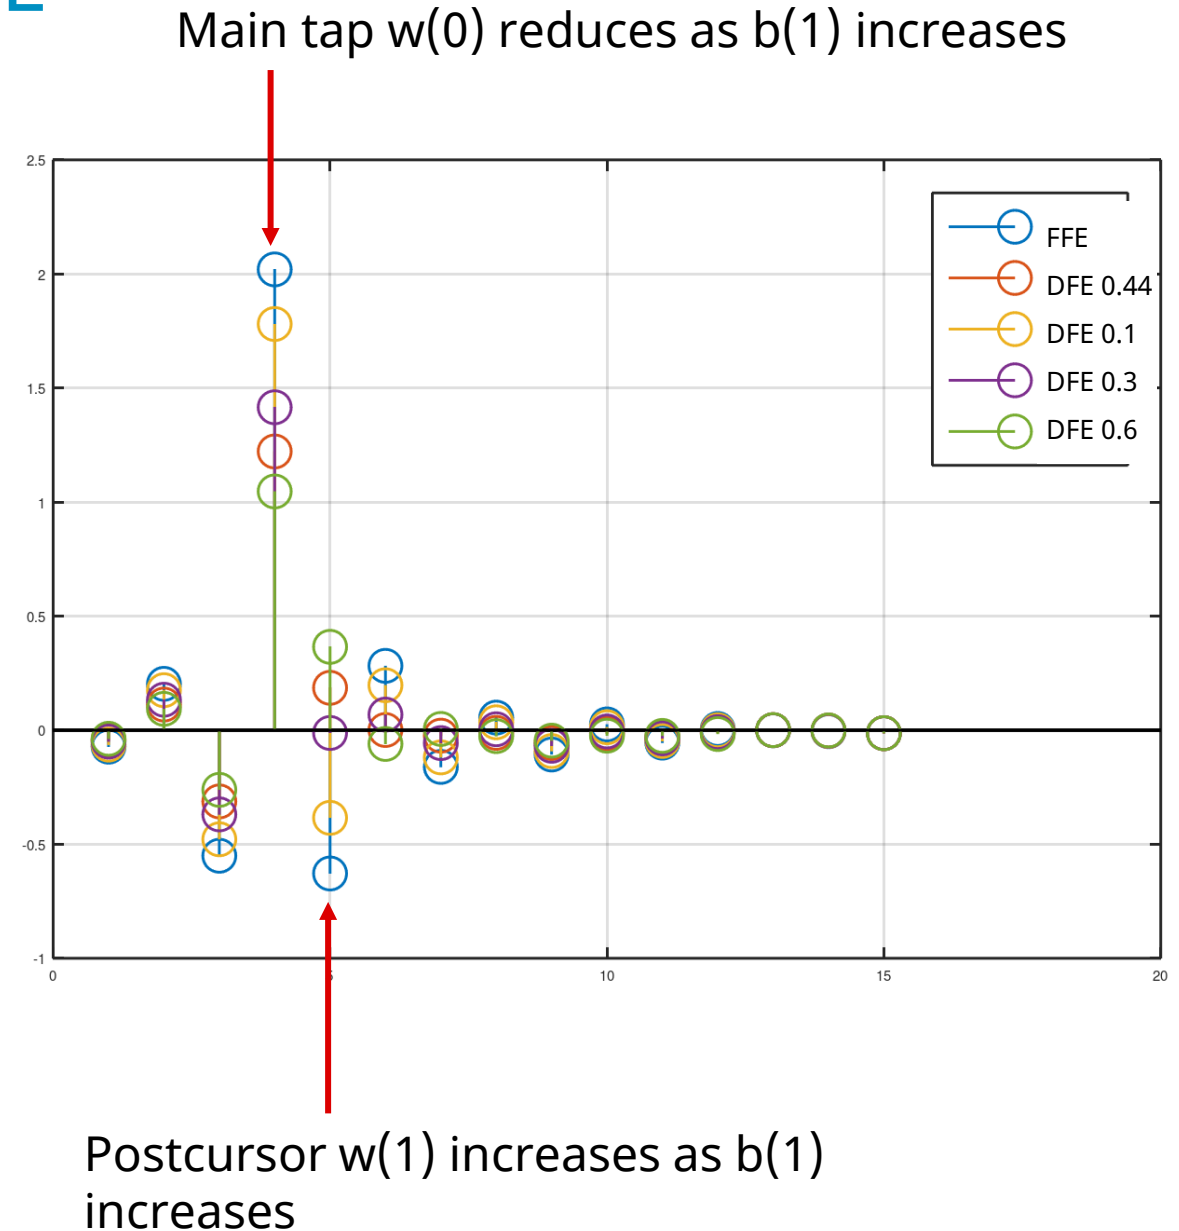 Main tap w(0) reduces as b(1) increases
2.5
2
1.5
1
0.5
0
-0.5
-1
0
10
15
20
FFE
DFE 0.44
DFE 0.1
DFE 0.3
DFE 0.6
Postcursor w(1) increases as b(1)
increases